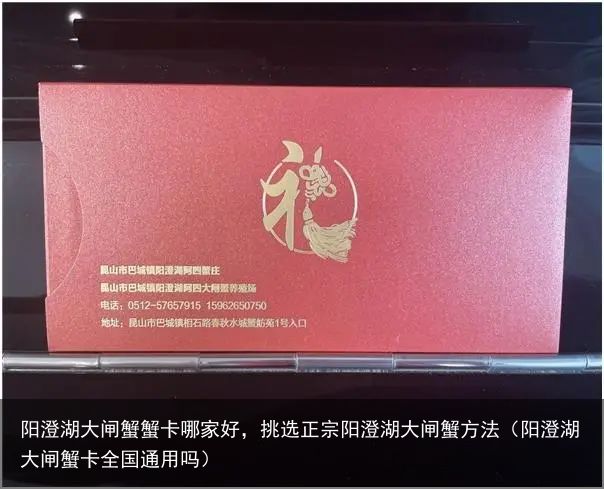 礼
昆山市巴城镇阳澄湖阿四蟹庄
昆山市巴城镇阳澄湖阿四大闸蟹养殖场
电话：0512-57657915 15962650750
地址：昆山市巴城镇相石路春秋水城蟹舫苑1号入口
阳澄湖大闸蟹蟹卡哪家好，挑选正宗阳澄湖大闸蟹方法（阳澄湖
大闸蟹卡全国通用吗）